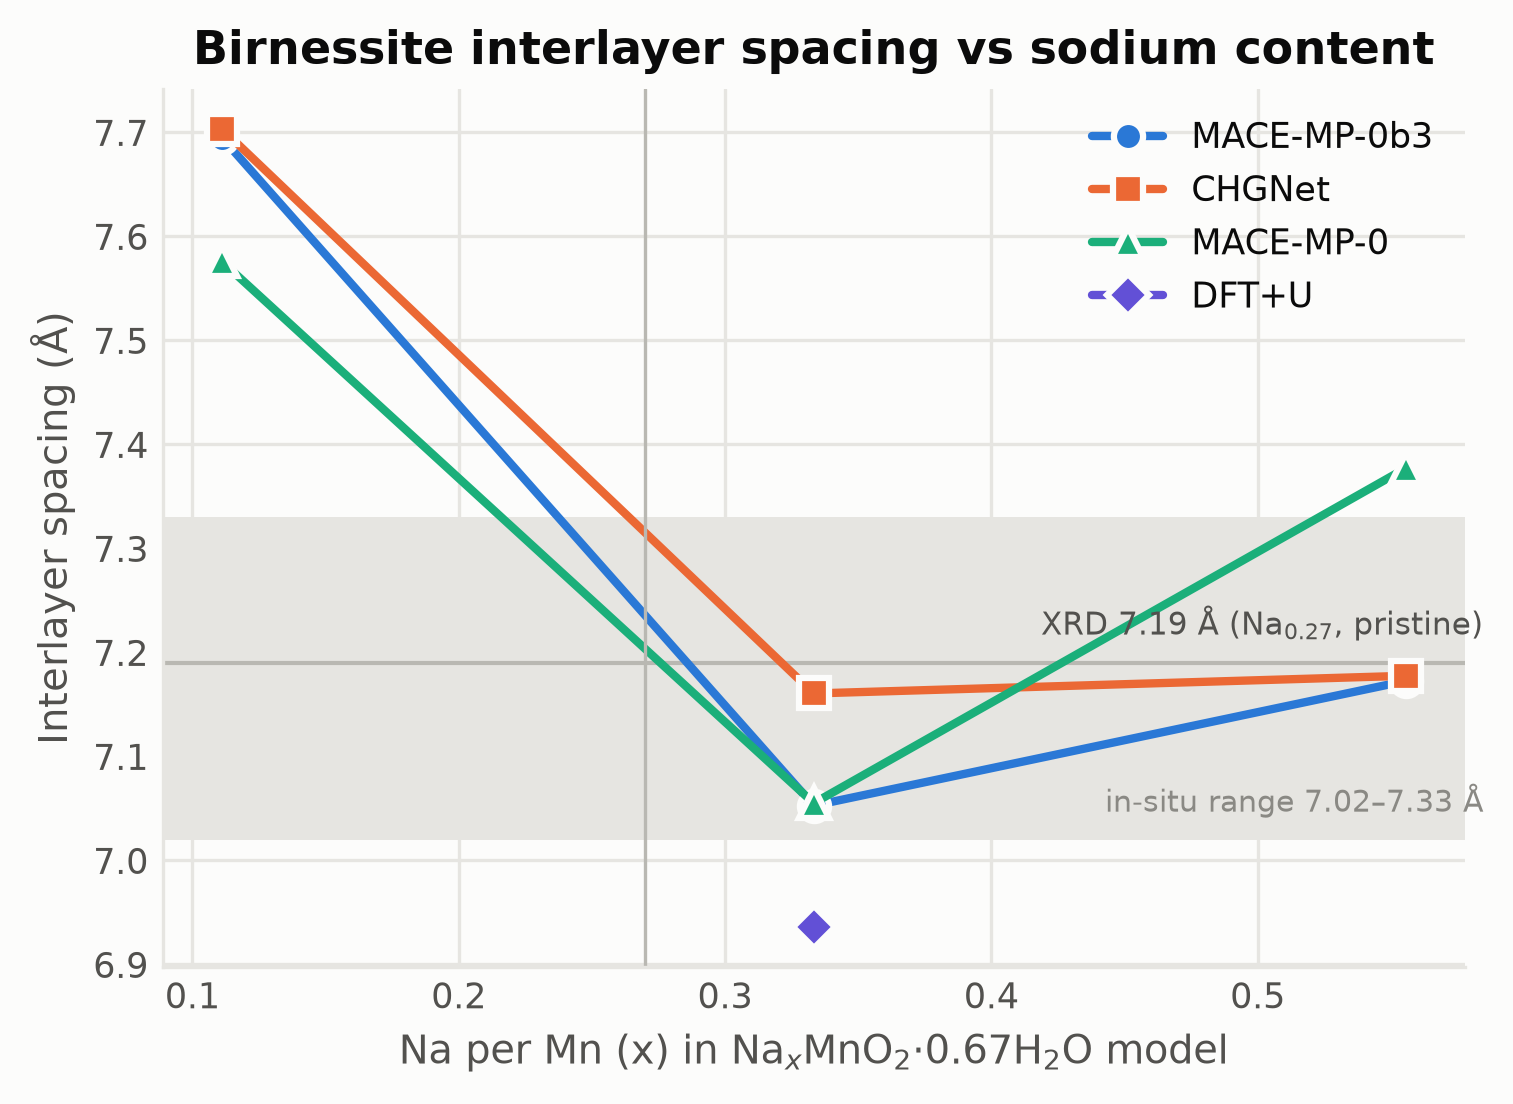 Birnessite interlayer spacing vs sodium content
MACE-MP-0b3
CHGNet
MACE-MP-0
DFT+U
7.7
7.6
7.5
7.4
7.3
7.2
7.1
7.0
6.9
Interlayer spacing (Å)
XRD 7.19 Å (Na₀.₂₇, pristine)
in-situ range 7.02–7.33 Å
0.1 0.2 0.3 0.4 0.5
Na per Mn (x) in NaₓMnO₂·0.67H₂O model